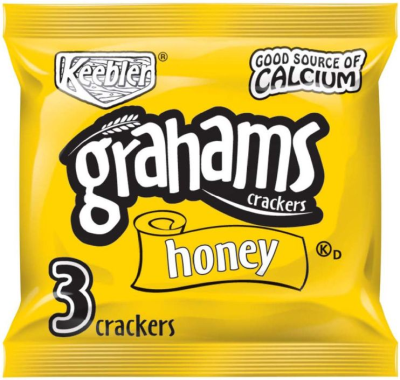 Keebler®
GOOD SOURCE OF
CALCIUM
grahams
crackers
honey
K D
3 crackers